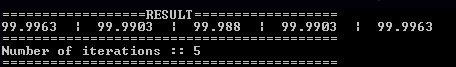 ==================RESULT==================
99.9963  ¦  99.9903  ¦  99.988  ¦  99.9903  ¦  99.9963
==========================================
Number of iterations :: 5
==========================================